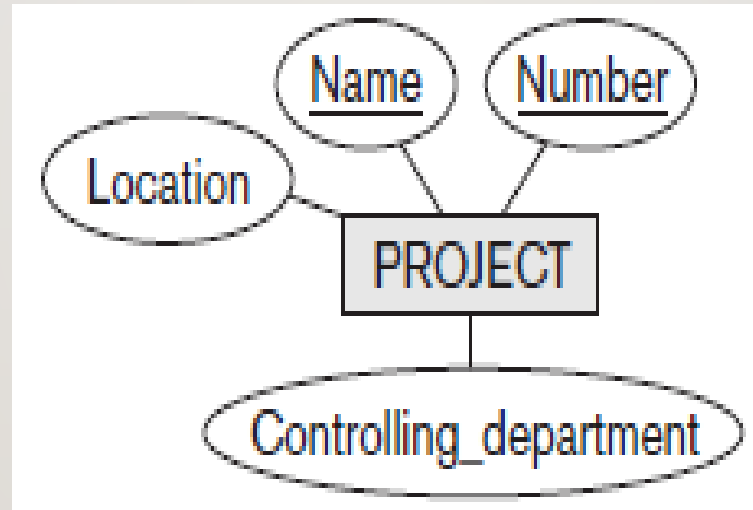 Name
Number
Location
PROJECT
Controlling_department